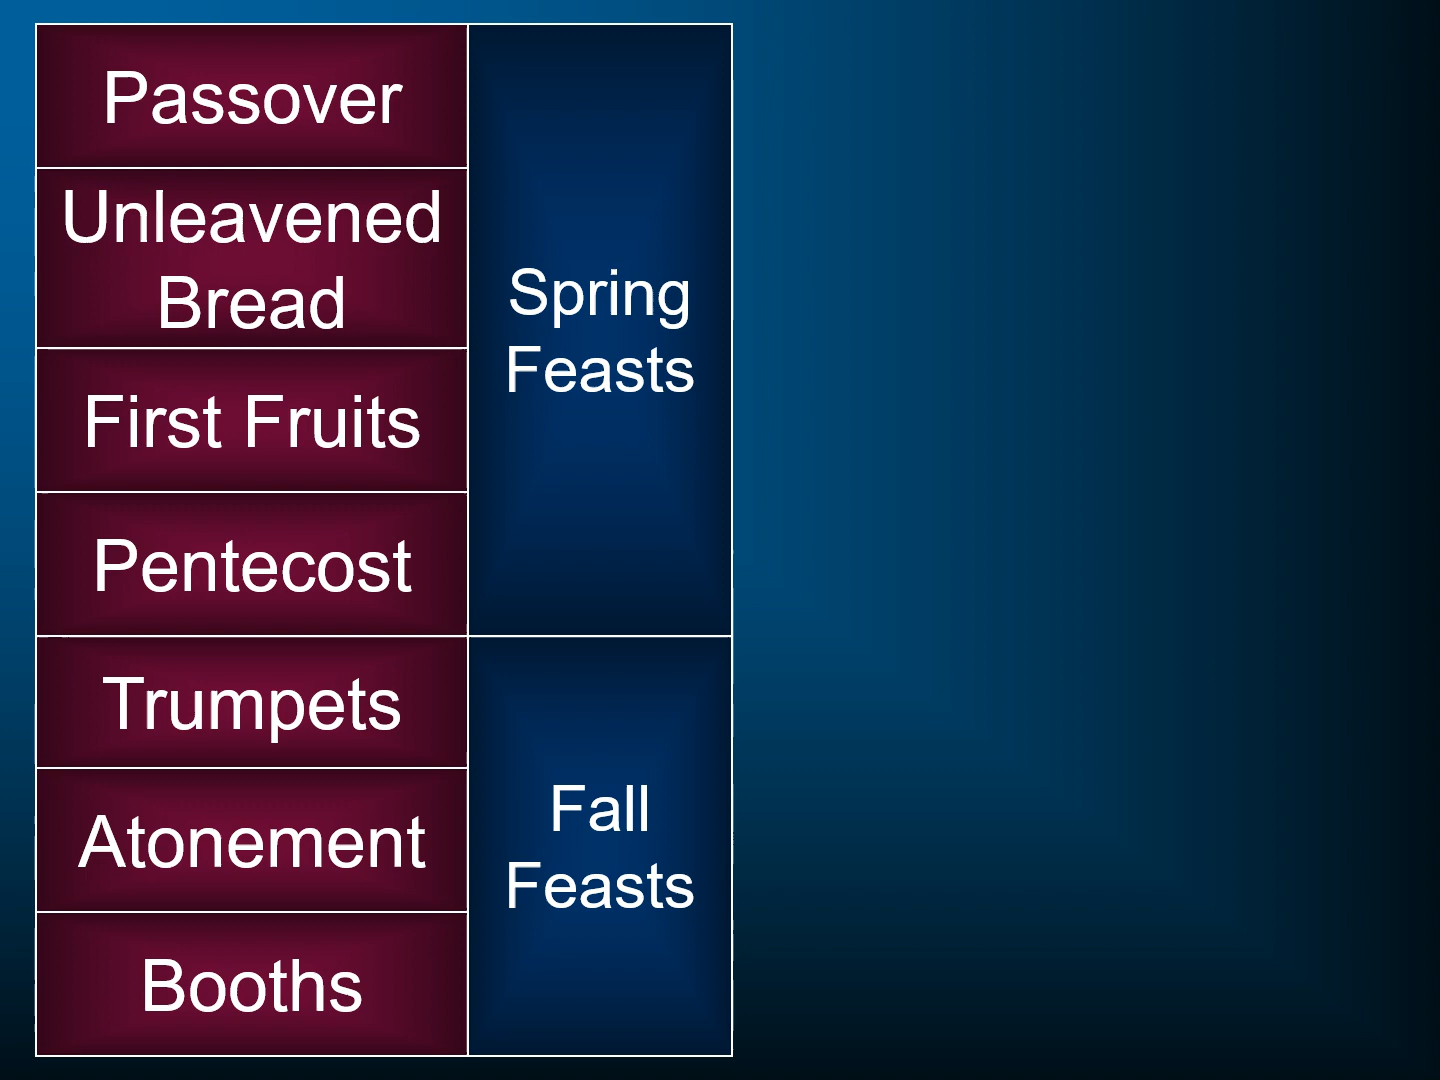 Passover
Unleavened
Bread
First Fruits
Pentecost
Spring
Feasts
Trumpets
Atonement
Booths
Fall
Feasts